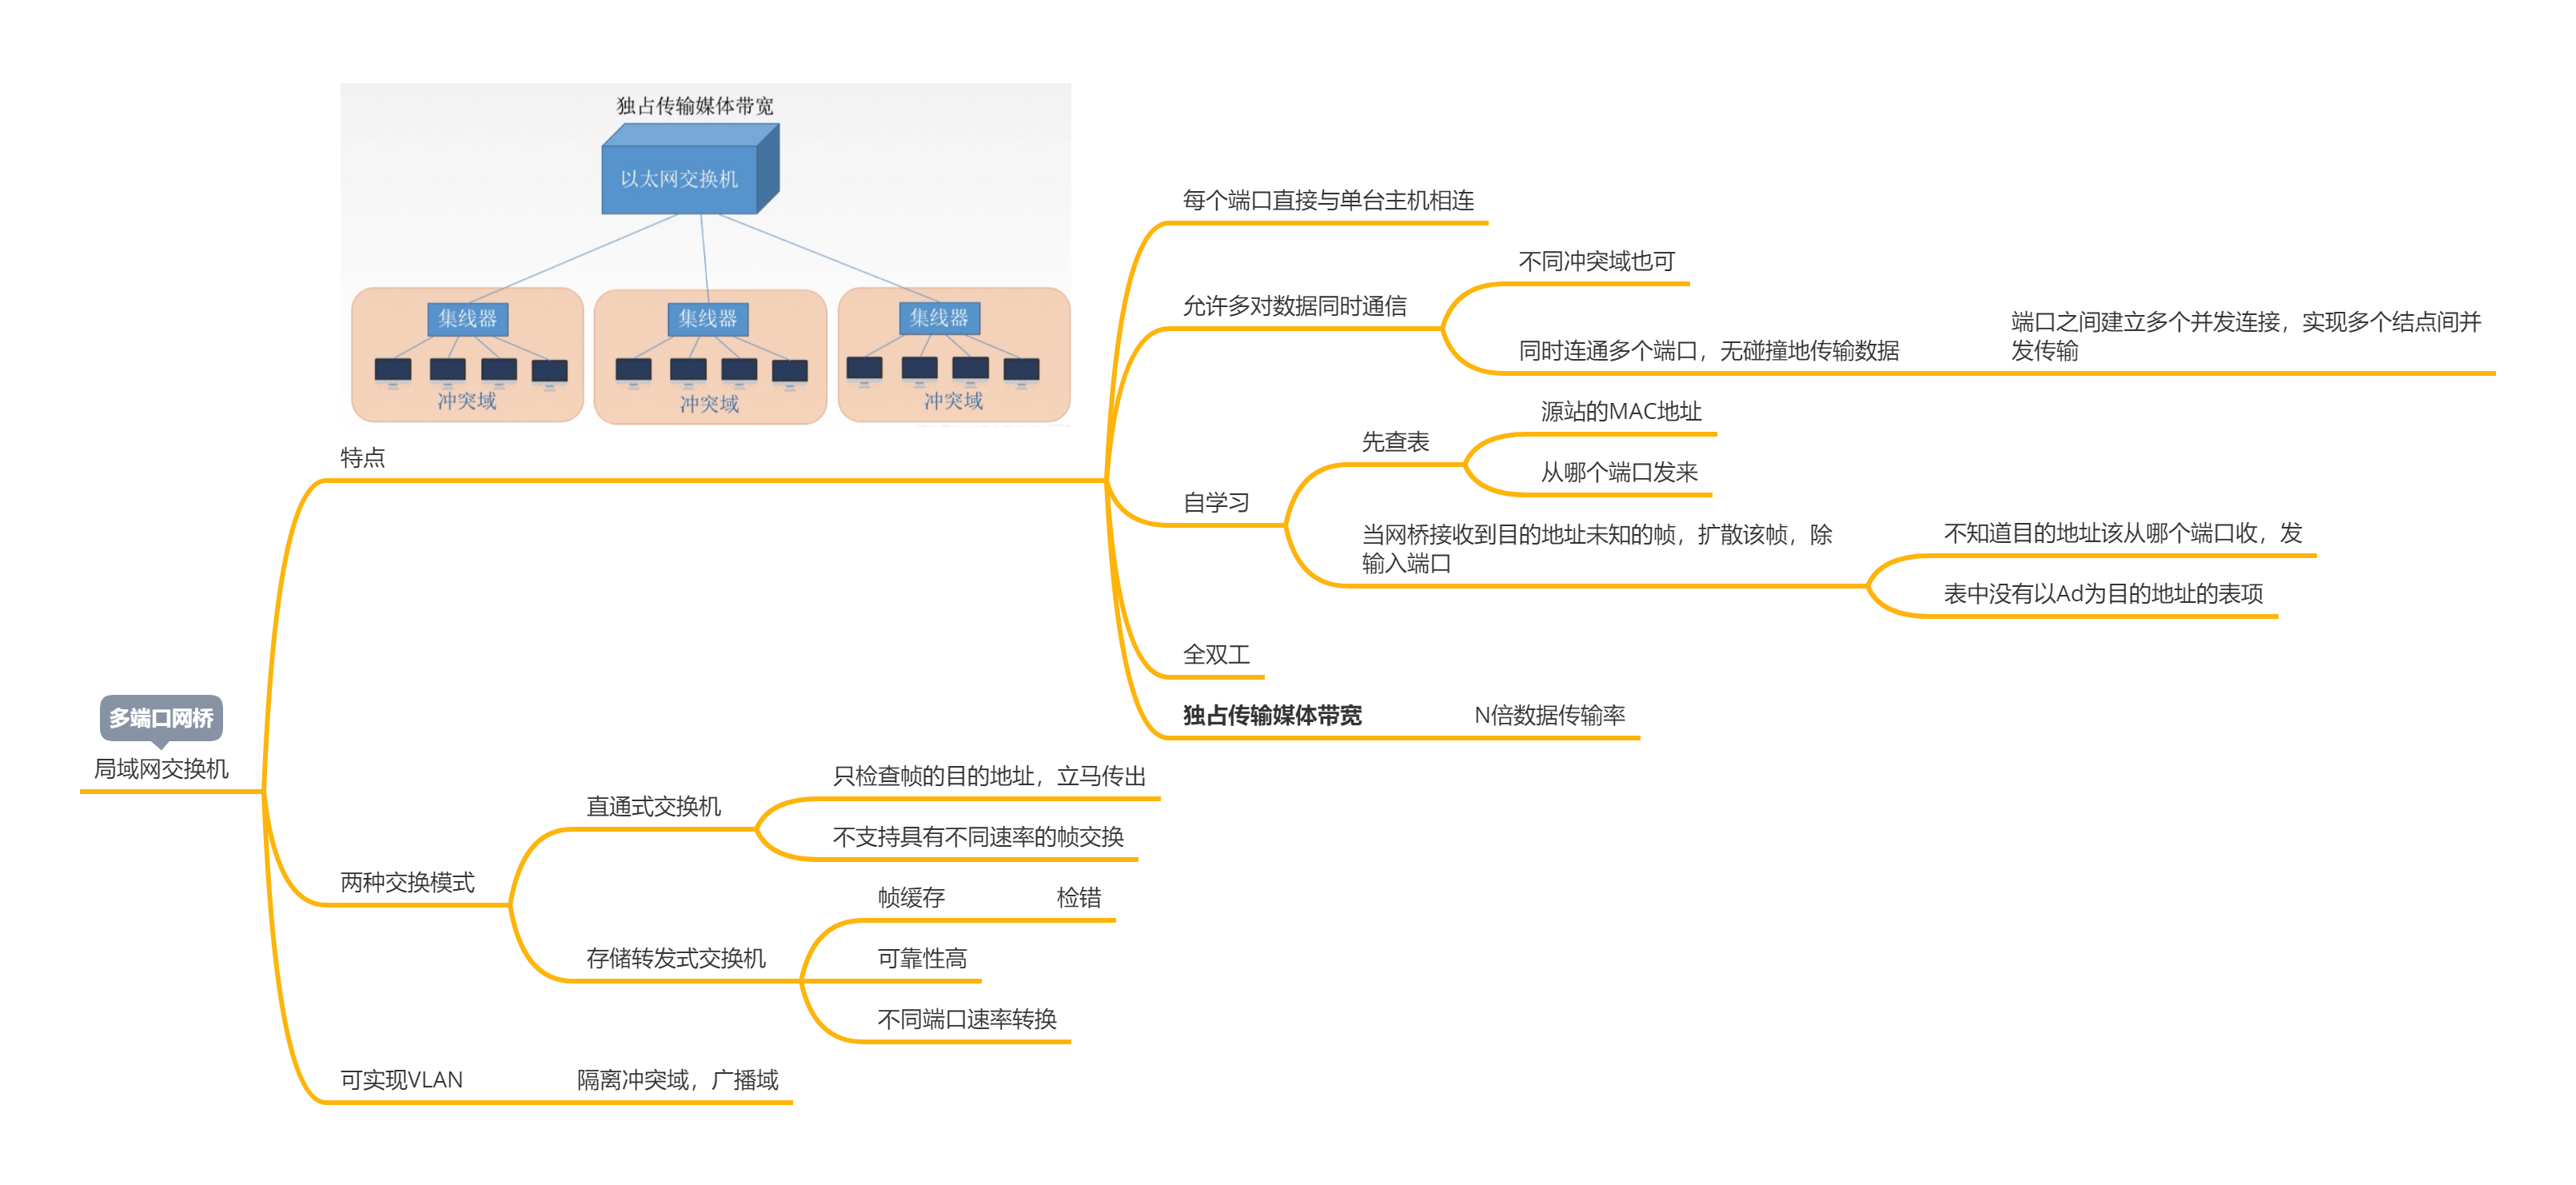 独占传输媒体带宽
以太网交换机
集线器
集线器
集线器
冲突域
冲突域
冲突域
多端口网桥
局域网交换机
特点
每个端口直接与单台主机相连
允许多对数据同时通信
不同冲突域也可
同时连通多个端口，无碰撞地传输数据
端口之间建立多个并发连接，实现多个结点间并
发传输
自学习
先查表
源站的MAC地址
从哪个端口发来
当网桥接收到目的地址未知的帧，扩散该帧，除
输入端口
不知道目的地址该从哪个端口收，发
表中没有以Ad为目的地址的表项
全双工
独占传输媒体带宽
N倍数据传输率
两种交换模式
直通式交换机
只检查帧的目的地址，立马传出
不支持具有不同速率的帧交换
存储转发式交换机
帧缓存
检错
可靠性高
不同端口速率转换
可实现VLAN
隔离冲突域，广播域